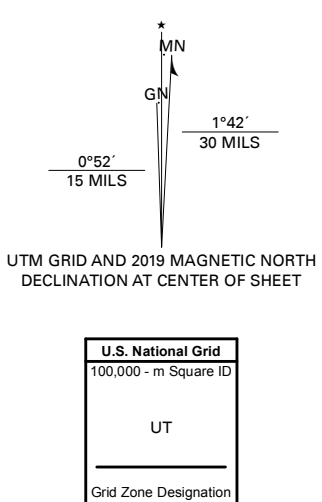 ★
MN
GN
1°42´
30 MILS
0°52´
15 MILS
UTM GRID AND 2019 MAGNETIC NORTH
DECLINATION AT CENTER OF SHEET
U.S. National Grid
100,000 - m Square ID
UT
Grid Zone Designation